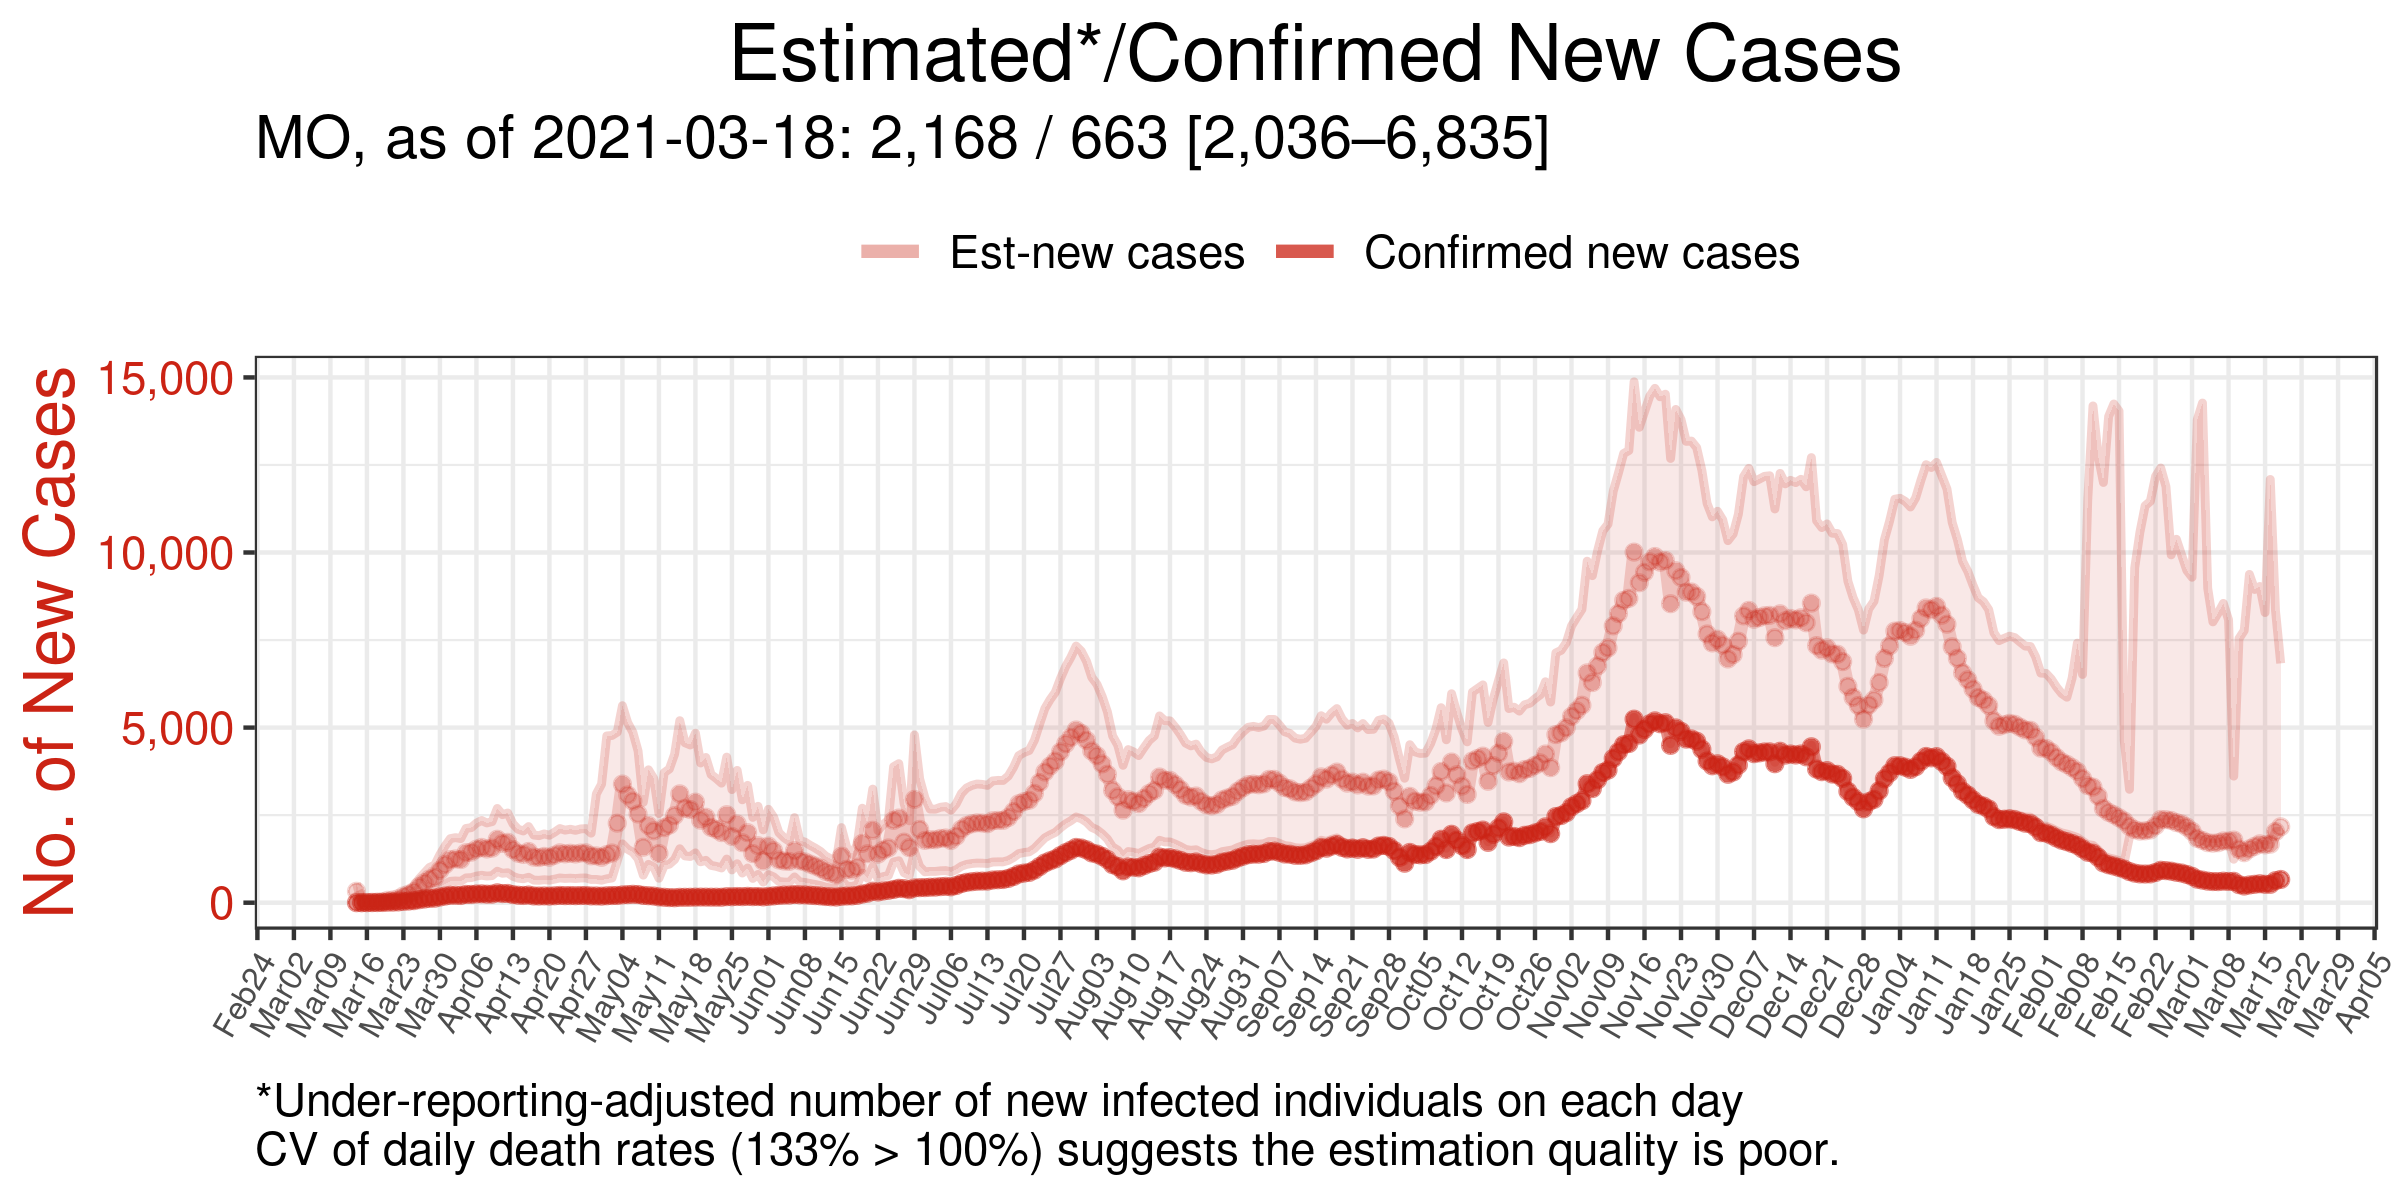 Estimated*/Confirmed New Cases
MO, as of 2021-03-18: 2,168 / 663 [2,036–6,835]
Est-new cases Confirmed new cases
No. of New Cases
15,000
10,000
5,000
0
Feb24 Mar02 Mar09 Mar16 Mar23 Mar30 Apr06 Apr13 Apr20 Apr27 May04 May11 May18 May25 Jun01 Jun08 Jun15 Jun22 Jun29 Jul06 Jul13 Jul20 Jul27 Aug03 Aug10 Aug17 Aug24 Aug31 Sep07 Sep14 Sep21 Sep28 Oct05 Oct12 Oct19 Oct26 Nov02 Nov09 Nov16 Nov23 Nov30 Dec07 Dec14 Dec21 Dec28 Jan04 Jan11 Jan18 Jan25 Feb01 Feb08 Feb15 Feb22 Mar01 Mar08 Mar15 Mar22 Mar29 Apr05
*Under-reporting-adjusted number of new infected individuals on each day
CV of daily death rates (133% > 100%) suggests the estimation quality is poor.